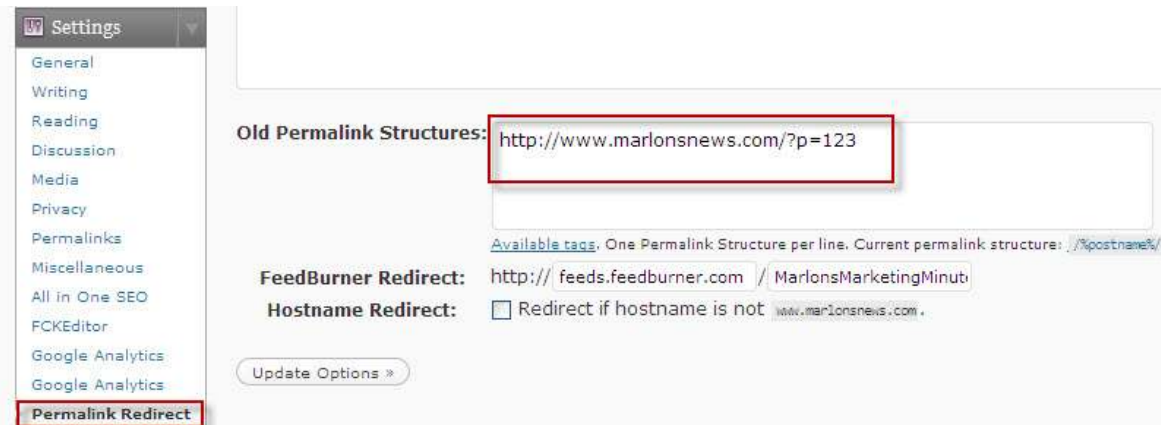 Settings
General
Writing
Reading
Discussion
Media
Privacy
Permalinks
Miscellaneous
All in One SEO
FCKEditor
Google Analytics
Google Analytics
Permalink Redirect
Old Permalink Structures: http://www.marlonsnews.com/?p=123
Available tags. One Permalink Structure per line. Current permalink structure: /%postname%/
FeedBurner Redirect: http:// feeds.feedburner.com / MarlonsMarketingMinut
Hostname Redirect: Redirect if hostname is not www.marlonsnews.com.
Update Options »